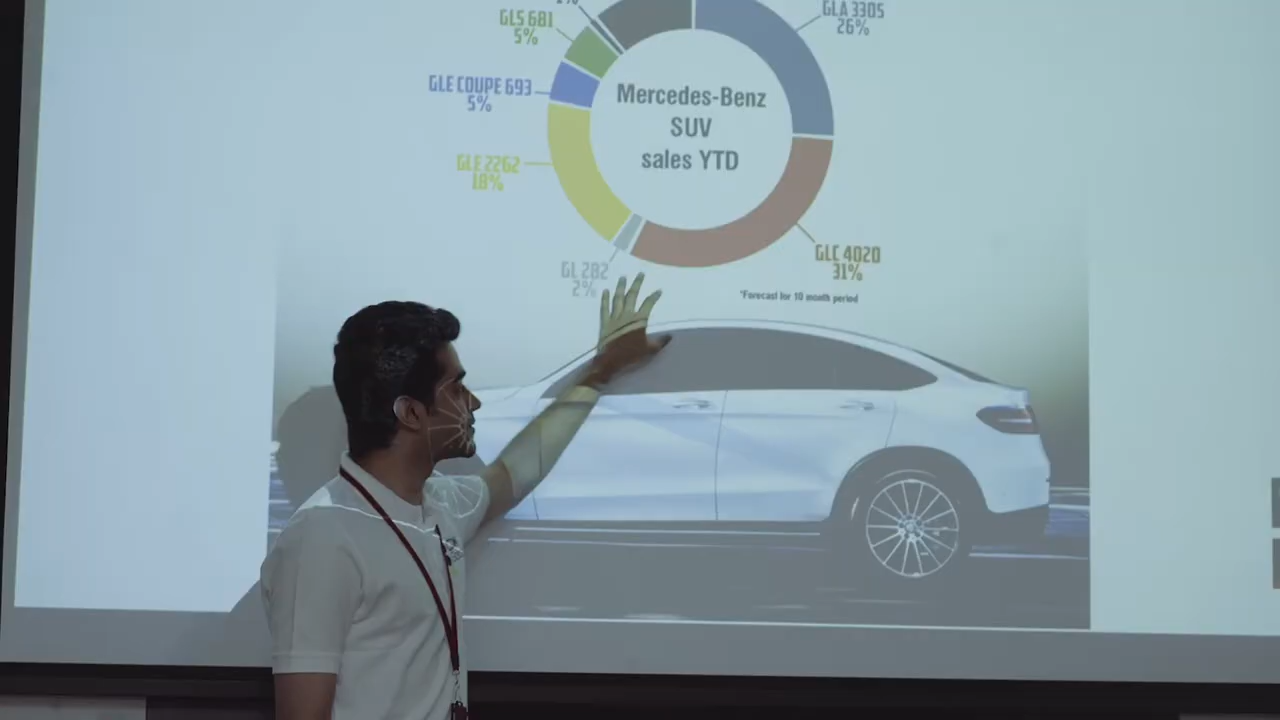 GLA 3305
26%
GLS 681
5%
GLE COUPE 693
5%
Mercedes-Benz
SUV
sales YTD
GLE 2262
18%
GLC 4020
31%
GL 282
2%
*Forecast for 10 month period